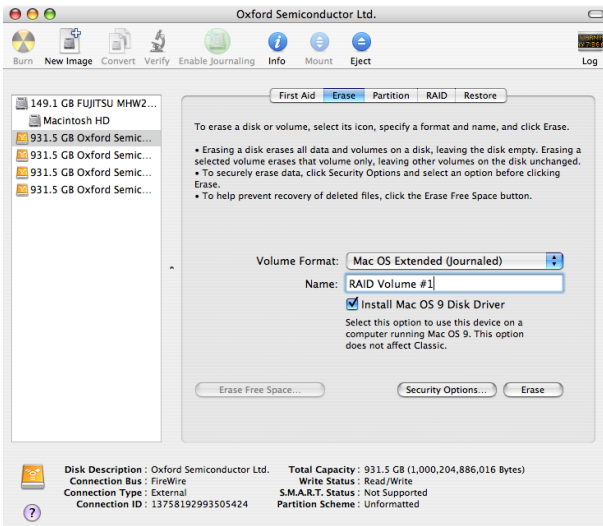 Oxford Semiconductor Ltd.
Burn New Image Convert Verify Enable Journaling Info Mount Eject Log
149.1 GB FUJITSU MHW2...
Macintosh HD
931.5 GB Oxford Semic...
931.5 GB Oxford Semic...
931.5 GB Oxford Semic...
931.5 GB Oxford Semic...
First Aid Erase Partition RAID Restore
To erase a disk or volume, select its icon, specify a format and name, and click Erase.
• Erasing a disk erases all data and volumes on a disk, leaving the disk empty. Erasing a
selected volume erases that volume only, leaving other volumes on the disk unchanged.
• To securely erase data, click Security Options and select an option before clicking
Erase.
• To help prevent recovery of deleted files, click the Erase Free Space button.
Volume Format: Mac OS Extended (Journaled)
Name: RAID Volume #1
Install Mac OS 9 Disk Driver
Select this option to use this device on a
computer running Mac OS 9. This option
does not affect Classic.
Erase Free Space... Security Options... Erase
Disk Description : Oxford Semiconductor Ltd. Total Capacity : 931.5 GB (1,000,204,886,016 Bytes)
Connection Bus : FireWire Write Status : Read/Write
Connection Type : External S.M.A.R.T. Status : Not Supported
Connection ID : 13758192993505424 Partition Scheme : Unformatted
?